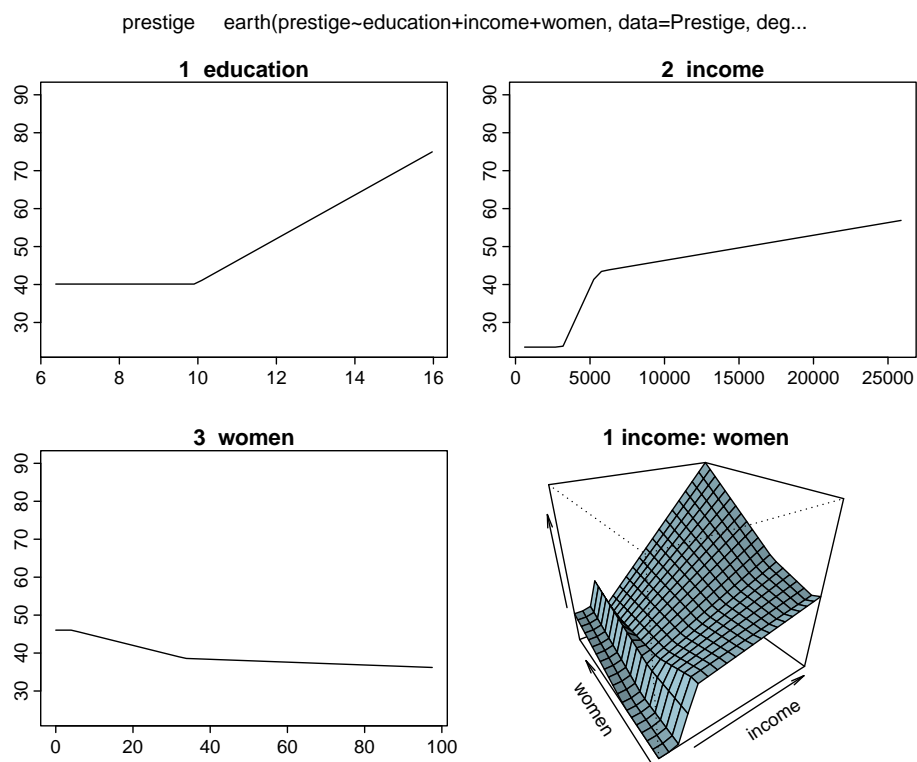 prestige earth(prestige~education+income+women, data=Prestige, deg...
1 education
2 income
90
80
70
60
50
40
30
6 8 10 12 14 16
90
80
70
60
50
40
30
0 5000 10000 15000 20000 25000
3 women
1 income: women
90
80
70
60
50
40
30
0 20 40 60 80 100
women
income